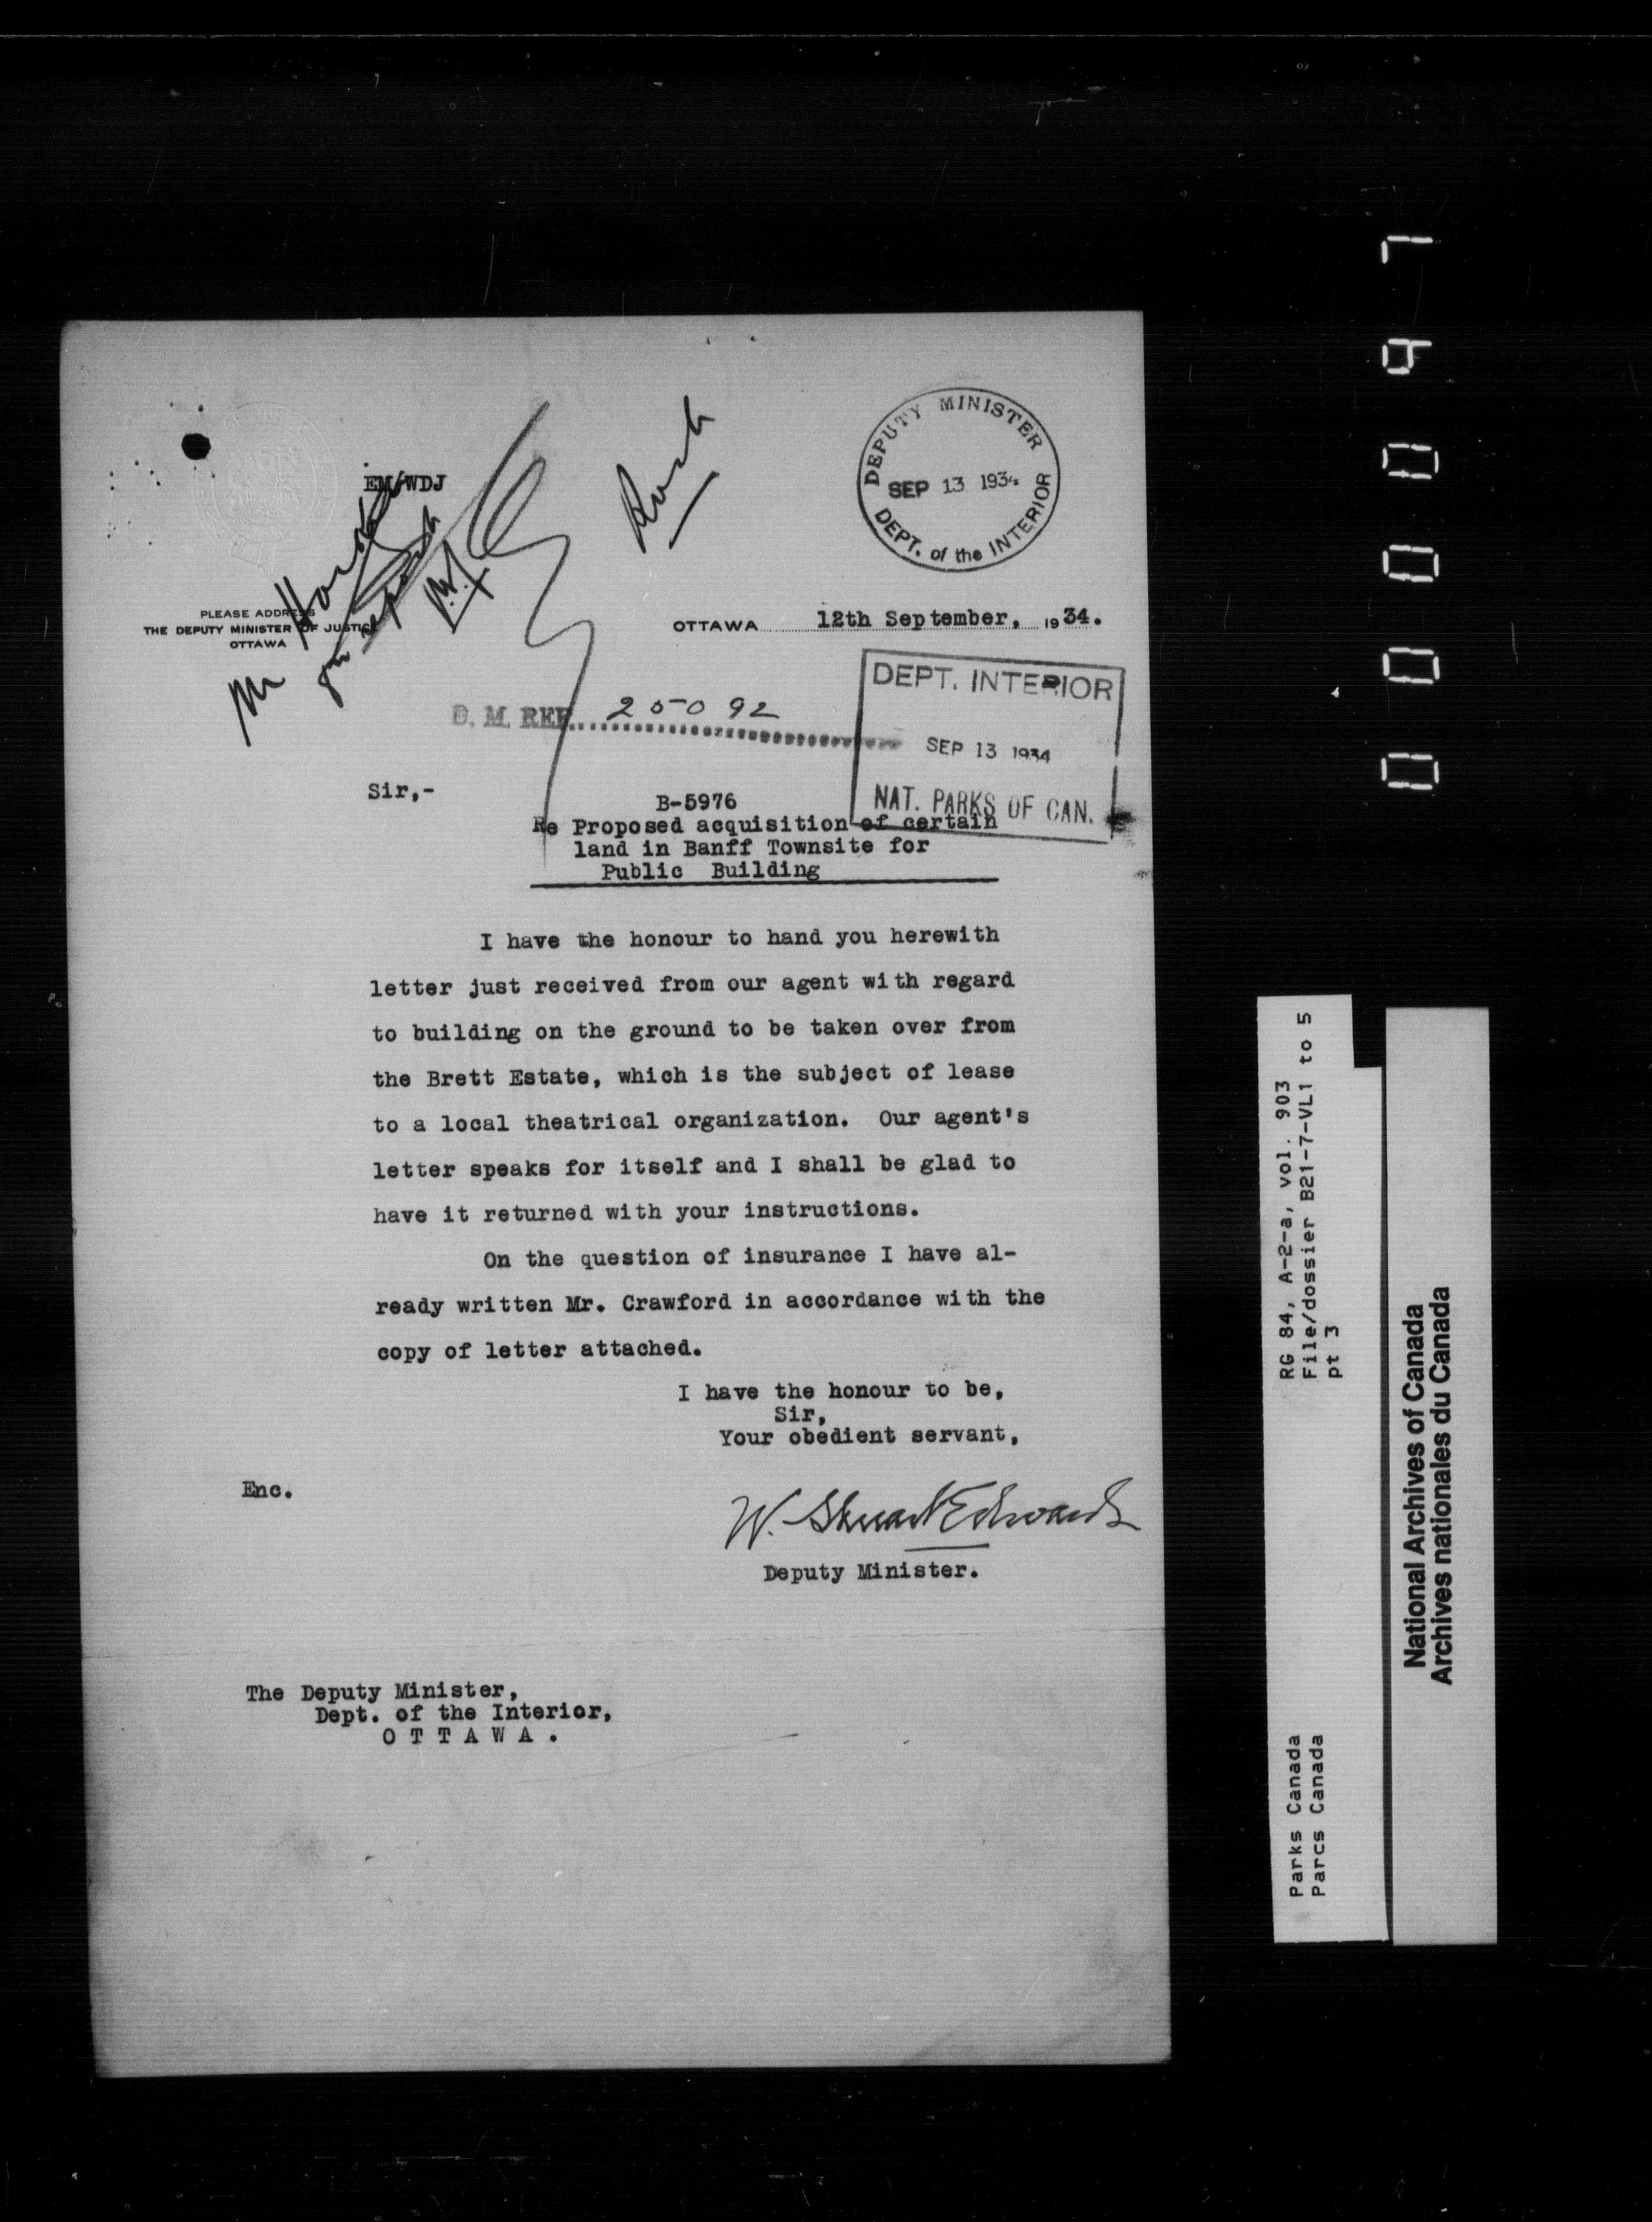 EM/WDJ
Rush
DEPUTY MINISTER
SEP 13 1934
DEPT. of the INTERIOR
PLEASE ADDRESS
THE DEPUTY MINISTER OF JUSTICE
OTTAWA
Mr
OTTAWA 12th September, 1934.
DEPT. INTERIOR
SEP 13 1934
NAT. PARKS OF CAN.
D. M. REF. 25092
Sir,-
B-5976
Re Proposed acquisition of certain
land in Banff Townsite for
Public Building
I have the honour to hand you herewith
letter just received from our agent with regard
to building on the ground to be taken over from
the Brett Estate, which is the subject of lease
to a local theatrical organization. Our agent's
letter speaks for itself and I shall be glad to
have it returned with your instructions.
On the question of insurance I have al-
ready written Mr. Crawford in accordance with the
copy of letter attached.
I have the honour to be,
Sir,
Your obedient servant,
Enc.
W. Stuart Edwards
Deputy Minister.
The Deputy Minister,
Dept. of the Interior,
OTTAWA.
000097
RG 84, A-2-a, vol. 903
File/dossier B21-7-VL1 to 5
pt 3
Parks Canada
Parcs Canada
National Archives of Canada
Archives nationales du Canada